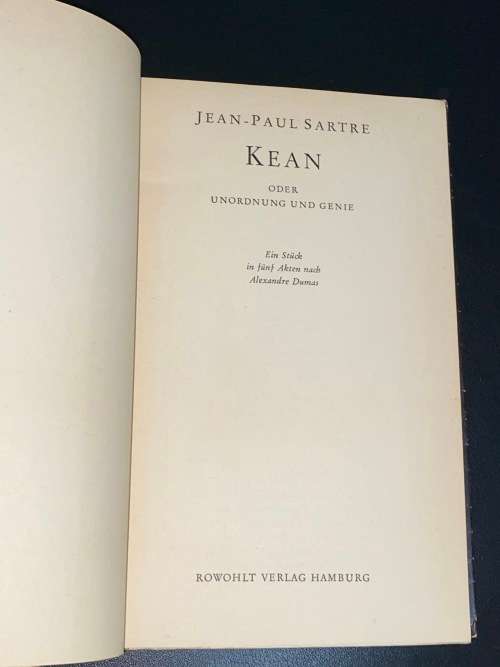 JEAN-PAUL SARTRE
KEAN
ODER
UNORDNUNG UND GENIE
Ein Stück
in fünf Akten nach
Alexandre Dumas
ROWOHLT VERLAG HAMBURG